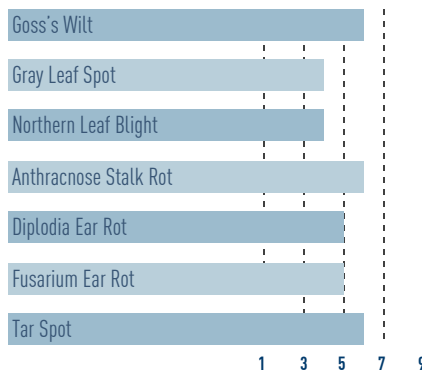 Goss's Wilt
Gray Leaf Spot
Northern Leaf Blight
Anthracnose Stalk Rot
Diplodia Ear Rot
Fusarium Ear Rot
Tar Spot
1 3 5 7 9